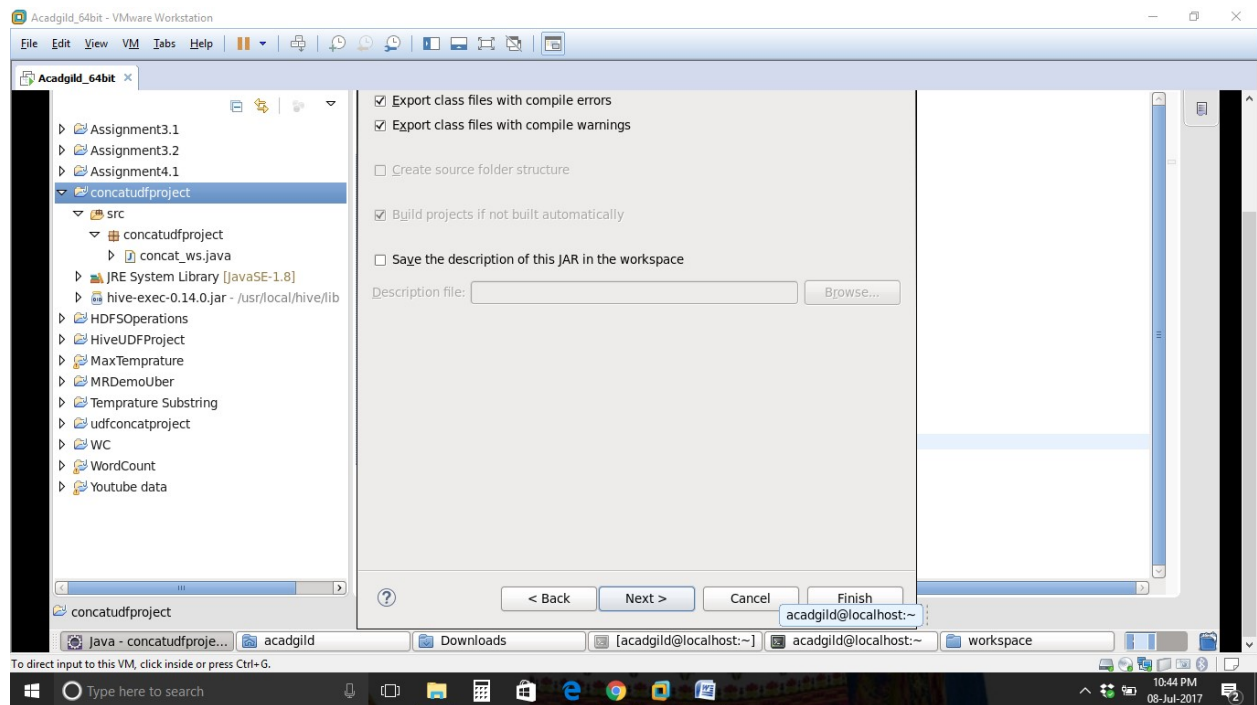 Acadgild_64bit - VMware Workstation
File Edit View VM Tabs Help
Acadgild_64bit
Assignment3.1
Assignment3.2
Assignment4.1
concatudfproject
src
concatudfproject
concat_ws.java
JRE System Library [JavaSE-1.8]
hive-exec-0.14.0.jar - /usr/local/hive/lib
HDFSOperations
HiveUDFProject
MaxTemprature
MRDemoUber
Temprature Substring
udfconcatproject
WC
WordCount
Youtube data
concatudfproject
Export class files with compile errors
Export class files with compile warnings
Create source folder structure
Build projects if not built automatically
Save the description of this JAR in the workspace
Description file: Browse...
< Back Next > Cancel Finish
acadgild@localhost:~
Java - concatudfproje... acadgild Downloads [acadgild@localhost:~] acadgild@localhost:~ workspace
To direct input to this VM, click inside or press Ctrl+G.
Type here to search
10:44 PM
08-Jul-2017
2